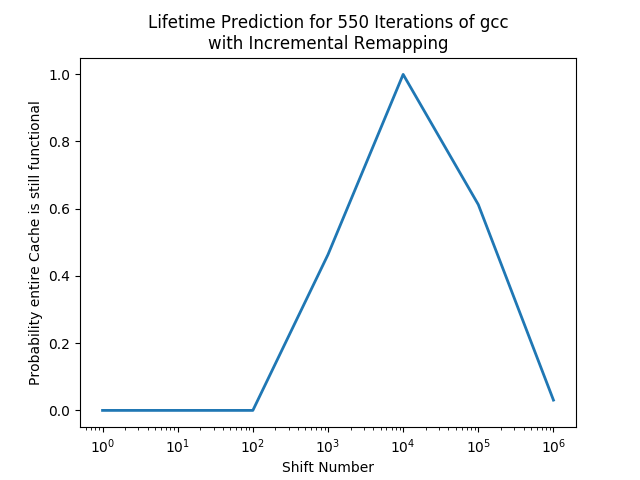 Lifetime Prediction for 550 Iterations of gcc
with Incremental Remapping
Probability entire Cache is still functional
1.0
0.8
0.6
0.4
0.2
0.0
10⁰ 10¹ 10² 10³ 10⁴ 10⁵ 10⁶
Shift Number